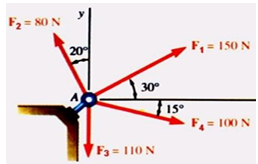 y
F₂ = 80 N
20°
F₁ = 150 N
A
30°
15°
F₄ = 100 N
F₃ = 110 N